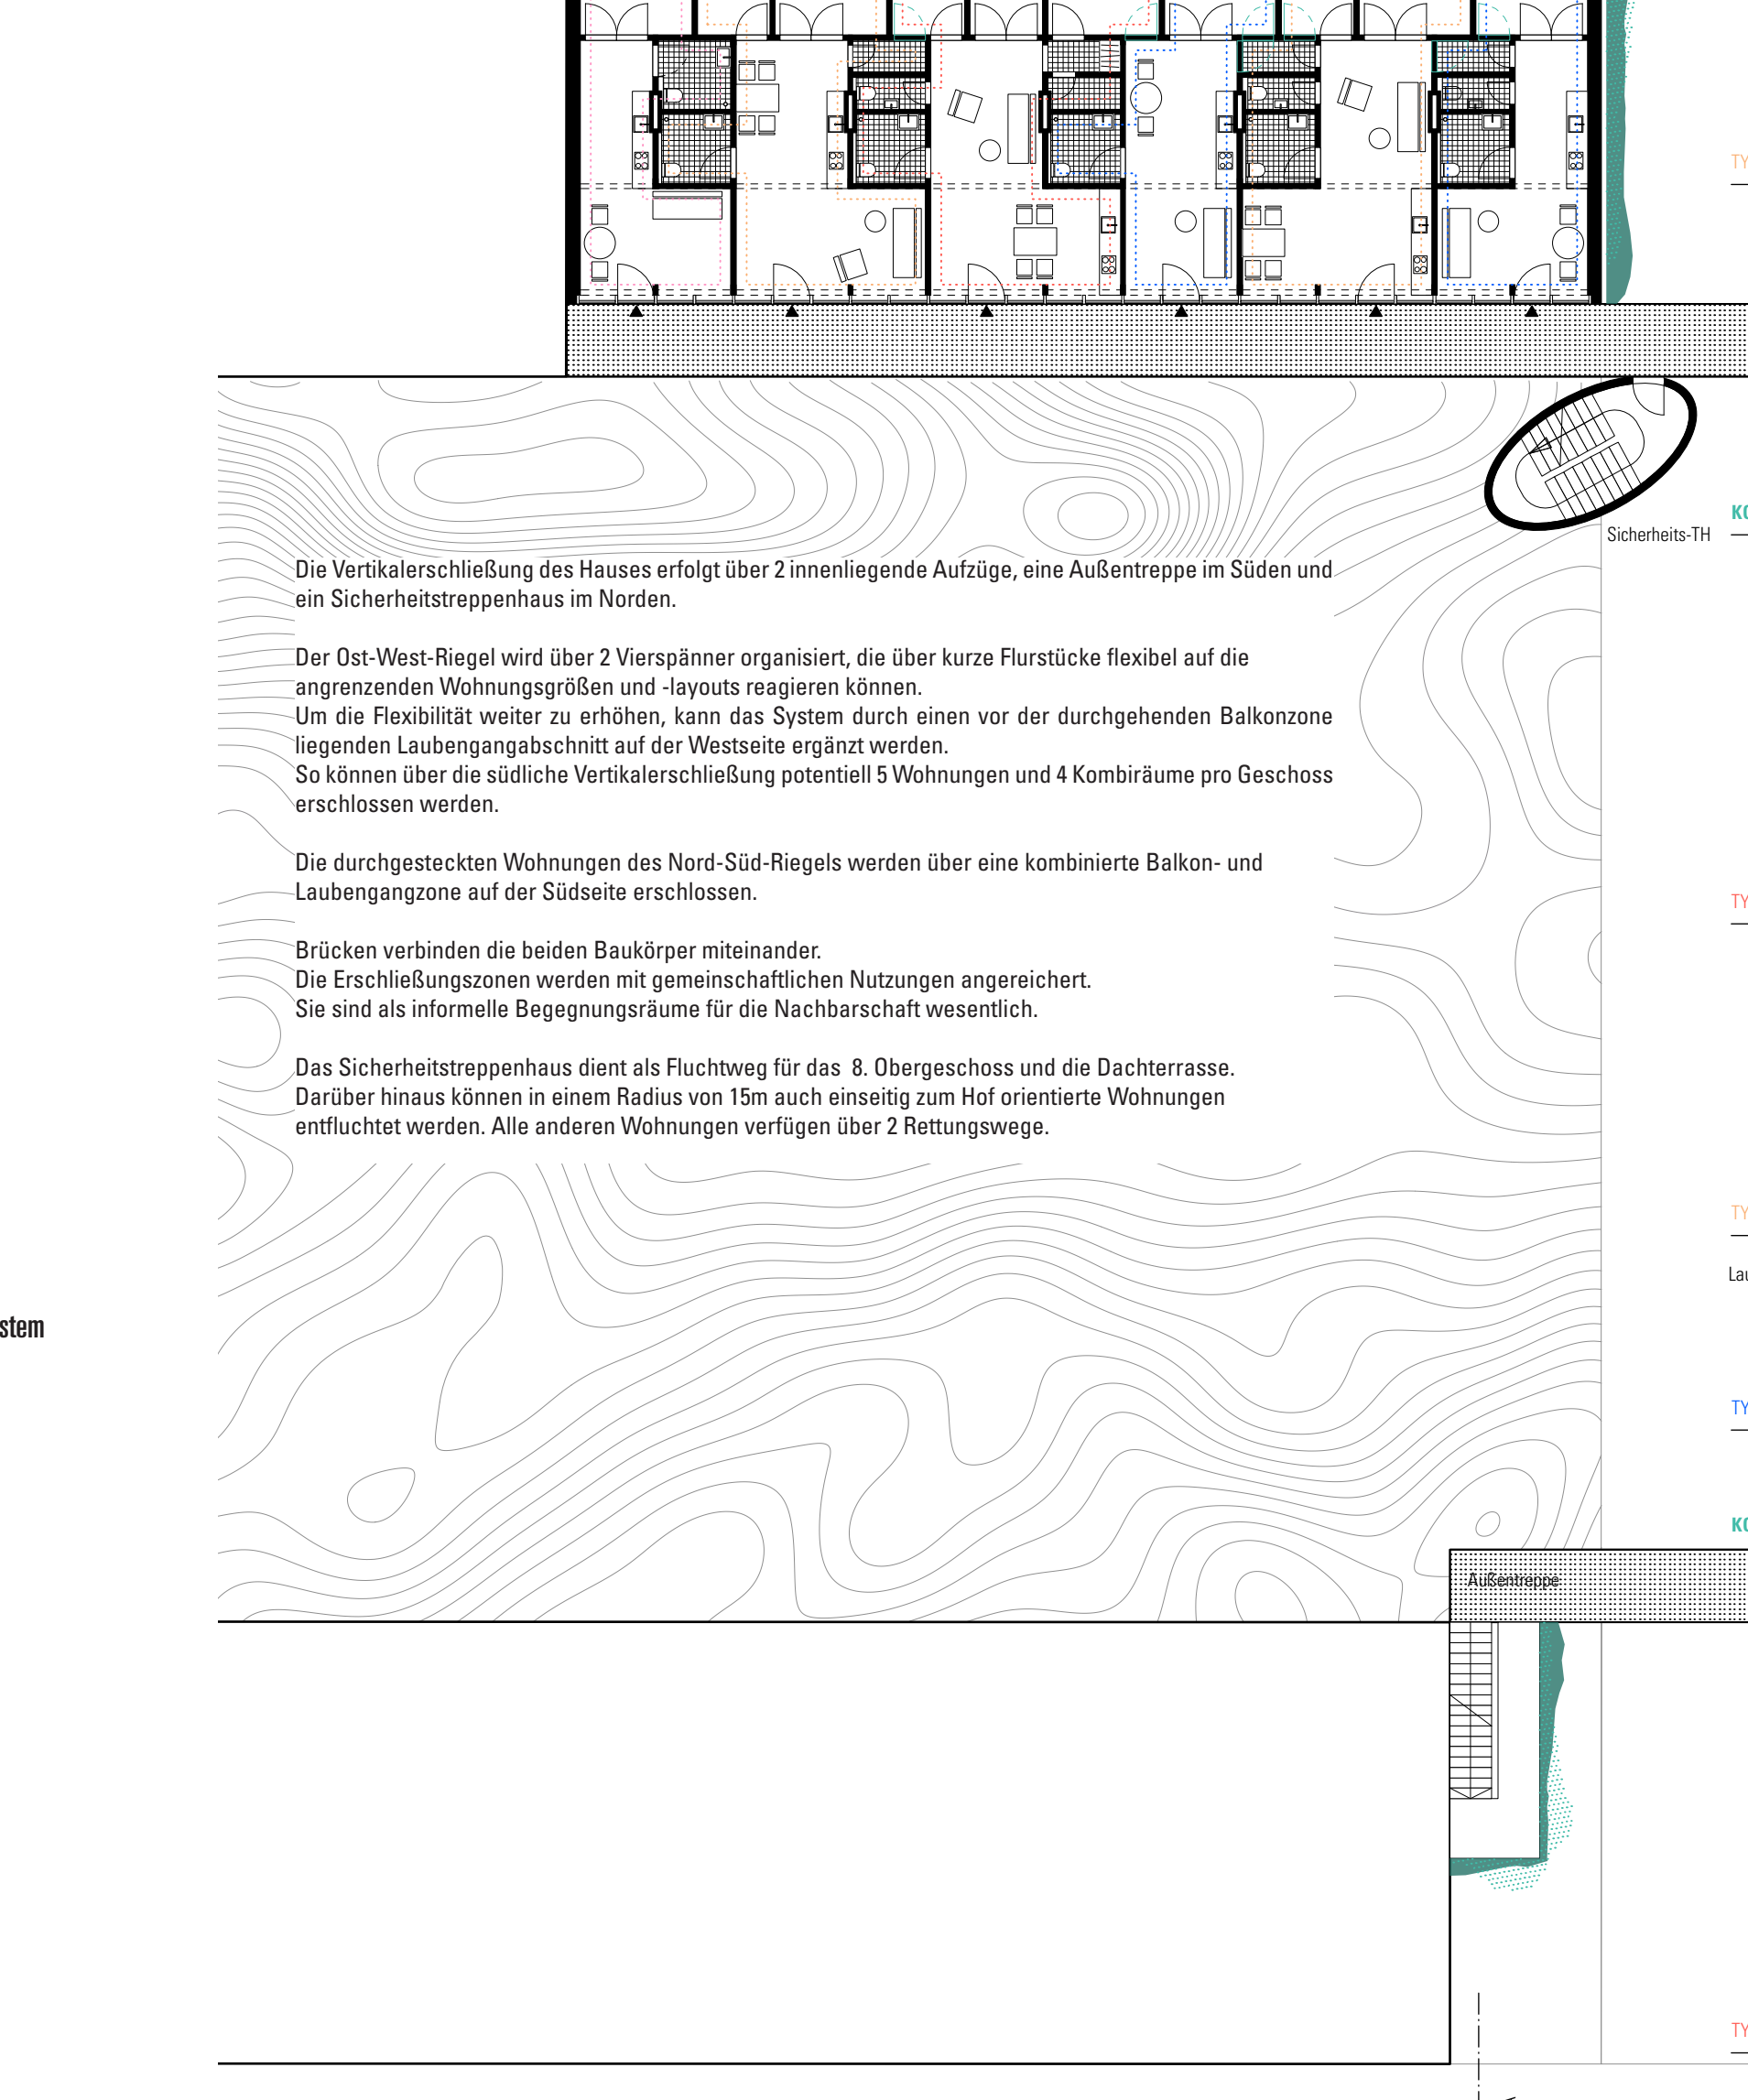 TY
KO
Sicherheits-TH
Die Vertikalerschließung des Hauses erfolgt über 2 innenliegende Aufzüge, eine Außentreppe im Süden und
ein Sicherheitstreppenhaus im Norden.
Der Ost-West-Riegel wird über 2 Vierspänner organisiert, die über kurze Flurstücke flexibel auf die
angrenzenden Wohnungsgrößen und -layouts reagieren können.
Um die Flexibilität weiter zu erhöhen, kann das System durch einen vor der durchgehenden Balkonzone
liegenden Laubengangabschnitt auf der Westseite ergänzt werden.
So können über die südliche Vertikalerschließung potentiell 5 Wohnungen und 4 Kombiräume pro Geschoss
erschlossen werden.
Die durchgesteckten Wohnungen des Nord-Süd-Riegels werden über eine kombinierte Balkon- und
Laubengangzone auf der Südseite erschlossen.
TY
Brücken verbinden die beiden Baukörper miteinander.
Die Erschließungszonen werden mit gemeinschaftlichen Nutzungen angereichert.
Sie sind als informelle Begegnungsräume für die Nachbarschaft wesentlich.
Das Sicherheitstreppenhaus dient als Fluchtweg für das 8. Obergeschoss und die Dachterrasse.
Darüber hinaus können in einem Radius von 15m auch einseitig zum Hof orientierte Wohnungen
entfluchtet werden. Alle anderen Wohnungen verfügen über 2 Rettungswege.
TY
Lau
stem
TY
KO
Außentreppe
TY